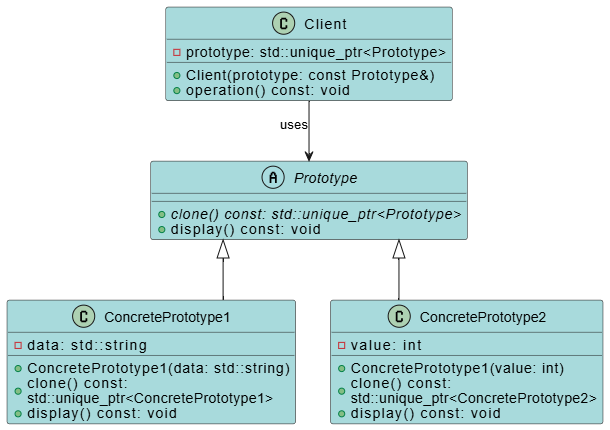 C Client
prototype: std::unique_ptr<Prototype>
Client(prototype: const Prototype&)
operation() const: void
uses
A Prototype
clone() const: std::unique_ptr<Prototype>
display() const: void
C ConcretePrototype1
data: std::string
ConcretePrototype1(data: std::string)
clone() const:
std::unique_ptr<ConcretePrototype1>
display() const: void
C ConcretePrototype2
value: int
ConcretePrototype1(value: int)
clone() const:
std::unique_ptr<ConcretePrototype2>
display() const: void